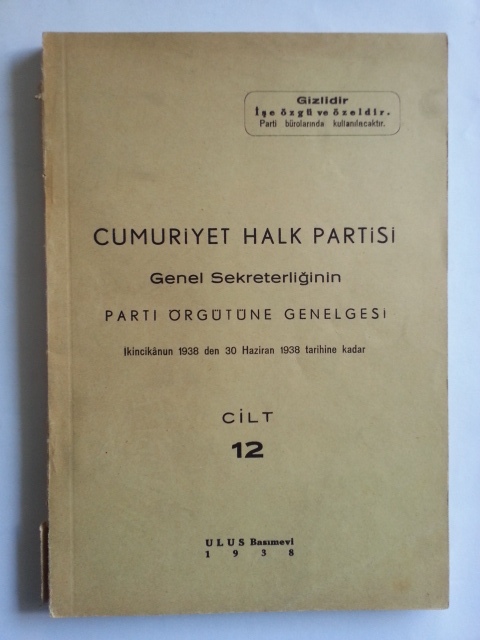 Gizlidir
İşe özgü ve özeldir.
Parti bürolarında kullanılacaktır.
CUMURİYET HALK PARTİSİ
Genel Sekreterliğinin
PARTİ ÖRGÜTÜNE GENELGESİ
İkincikânun 1938 den 30 Haziran 1938 tarihine kadar
CİLT
12
ULUS Basımevi
1938